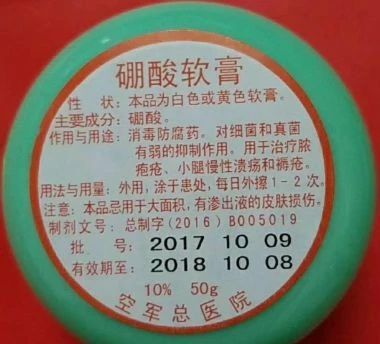 硼酸软膏
性 状：本品为白色或黄色软膏。
主要成分：硼酸。
作用与用途：消毒防腐药。对细菌和真菌
有弱的抑制作用。用于治疗脓
疱疮、小腿慢性溃疡和褥疮。
用法与用量：外用，涂于患处，每日外擦1-2次。
注意：本品忌用于大面积，有渗出液的皮肤损伤。
制剂文号：总制字(2016)B005019
批 号：2017 10 09
有效期至：2018 10 08
10% 50g
空军总医院